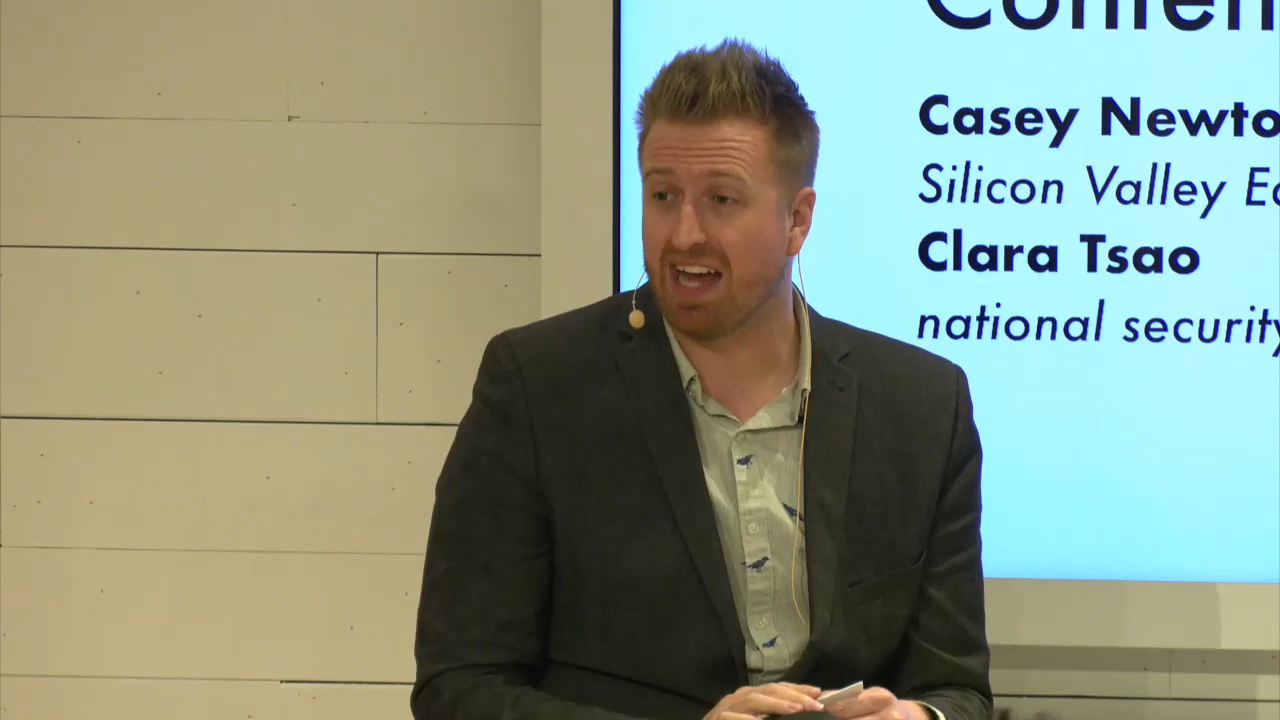 Casey Newto
Silicon Valley
Clara Tsao
national security